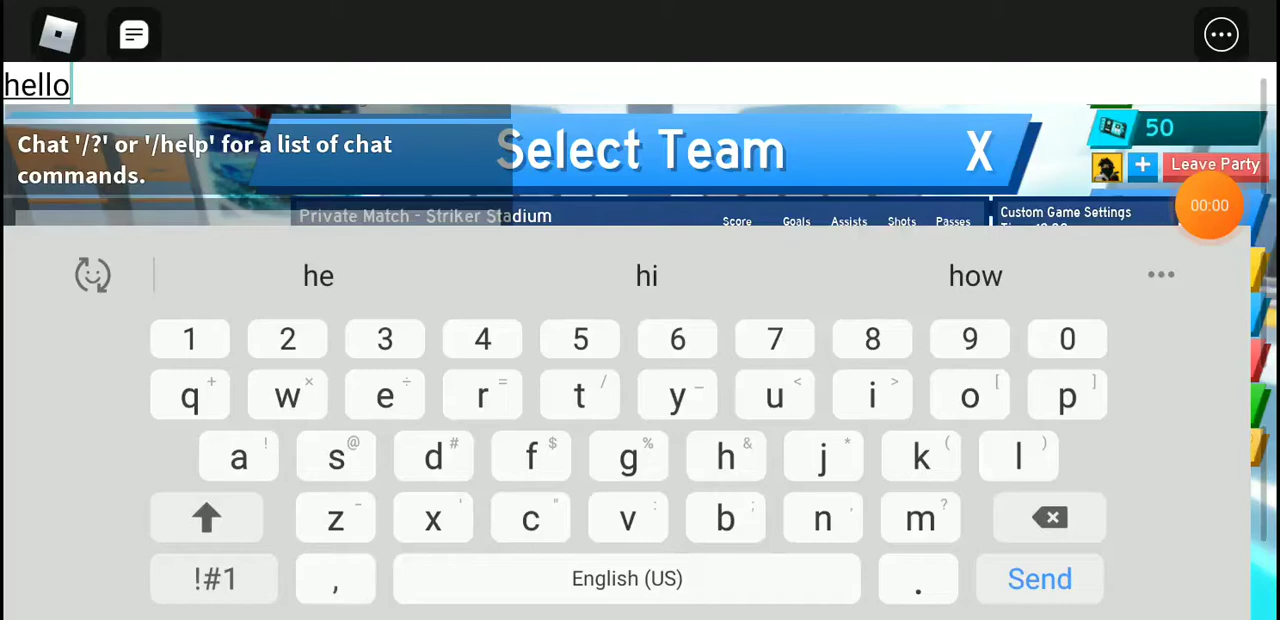 hello
Chat '/?' or '/help' for a list of chat
commands.
Select Team
X
50
+
Leave Party
Private Match - Striker Stadium
Score Goals Assists Shots Passes
Custom Game Settings
00:00
he hi how
1 2 3 4 5 6 7 8 9 0
q + w × e ÷ r = t / y _ u < i > o [ p ]
a ! s @ d # f $ g % h & j * k ( l )
z - x ' c " v : b ; n , m ?
!#1 , English (US) . Send